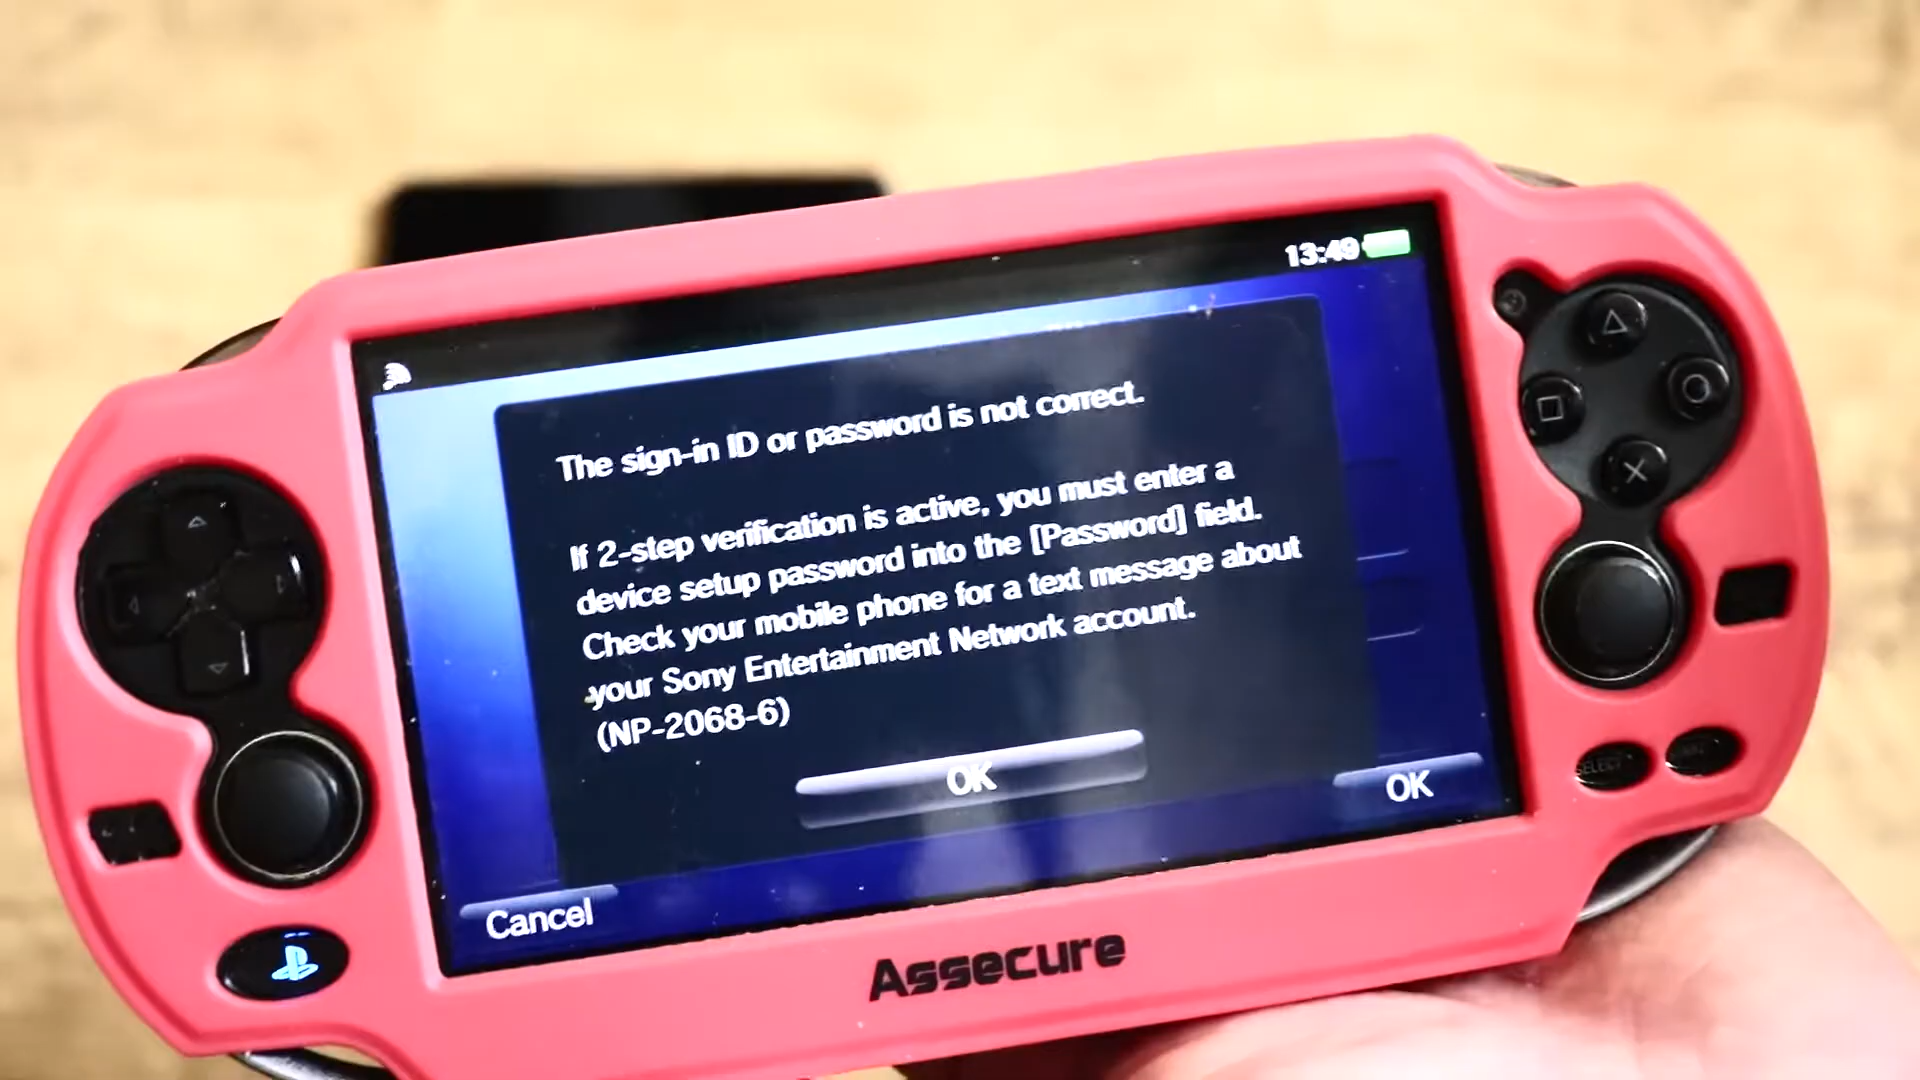 13:49
The sign-in ID or password is not correct.
If 2-step verification is active, you must enter a
device setup password into the [Password] field.
Check your mobile phone for a text message about
your Sony Entertainment Network account.
(NP-2068-6)
OK
OK
Cancel
SELECT
Assecure